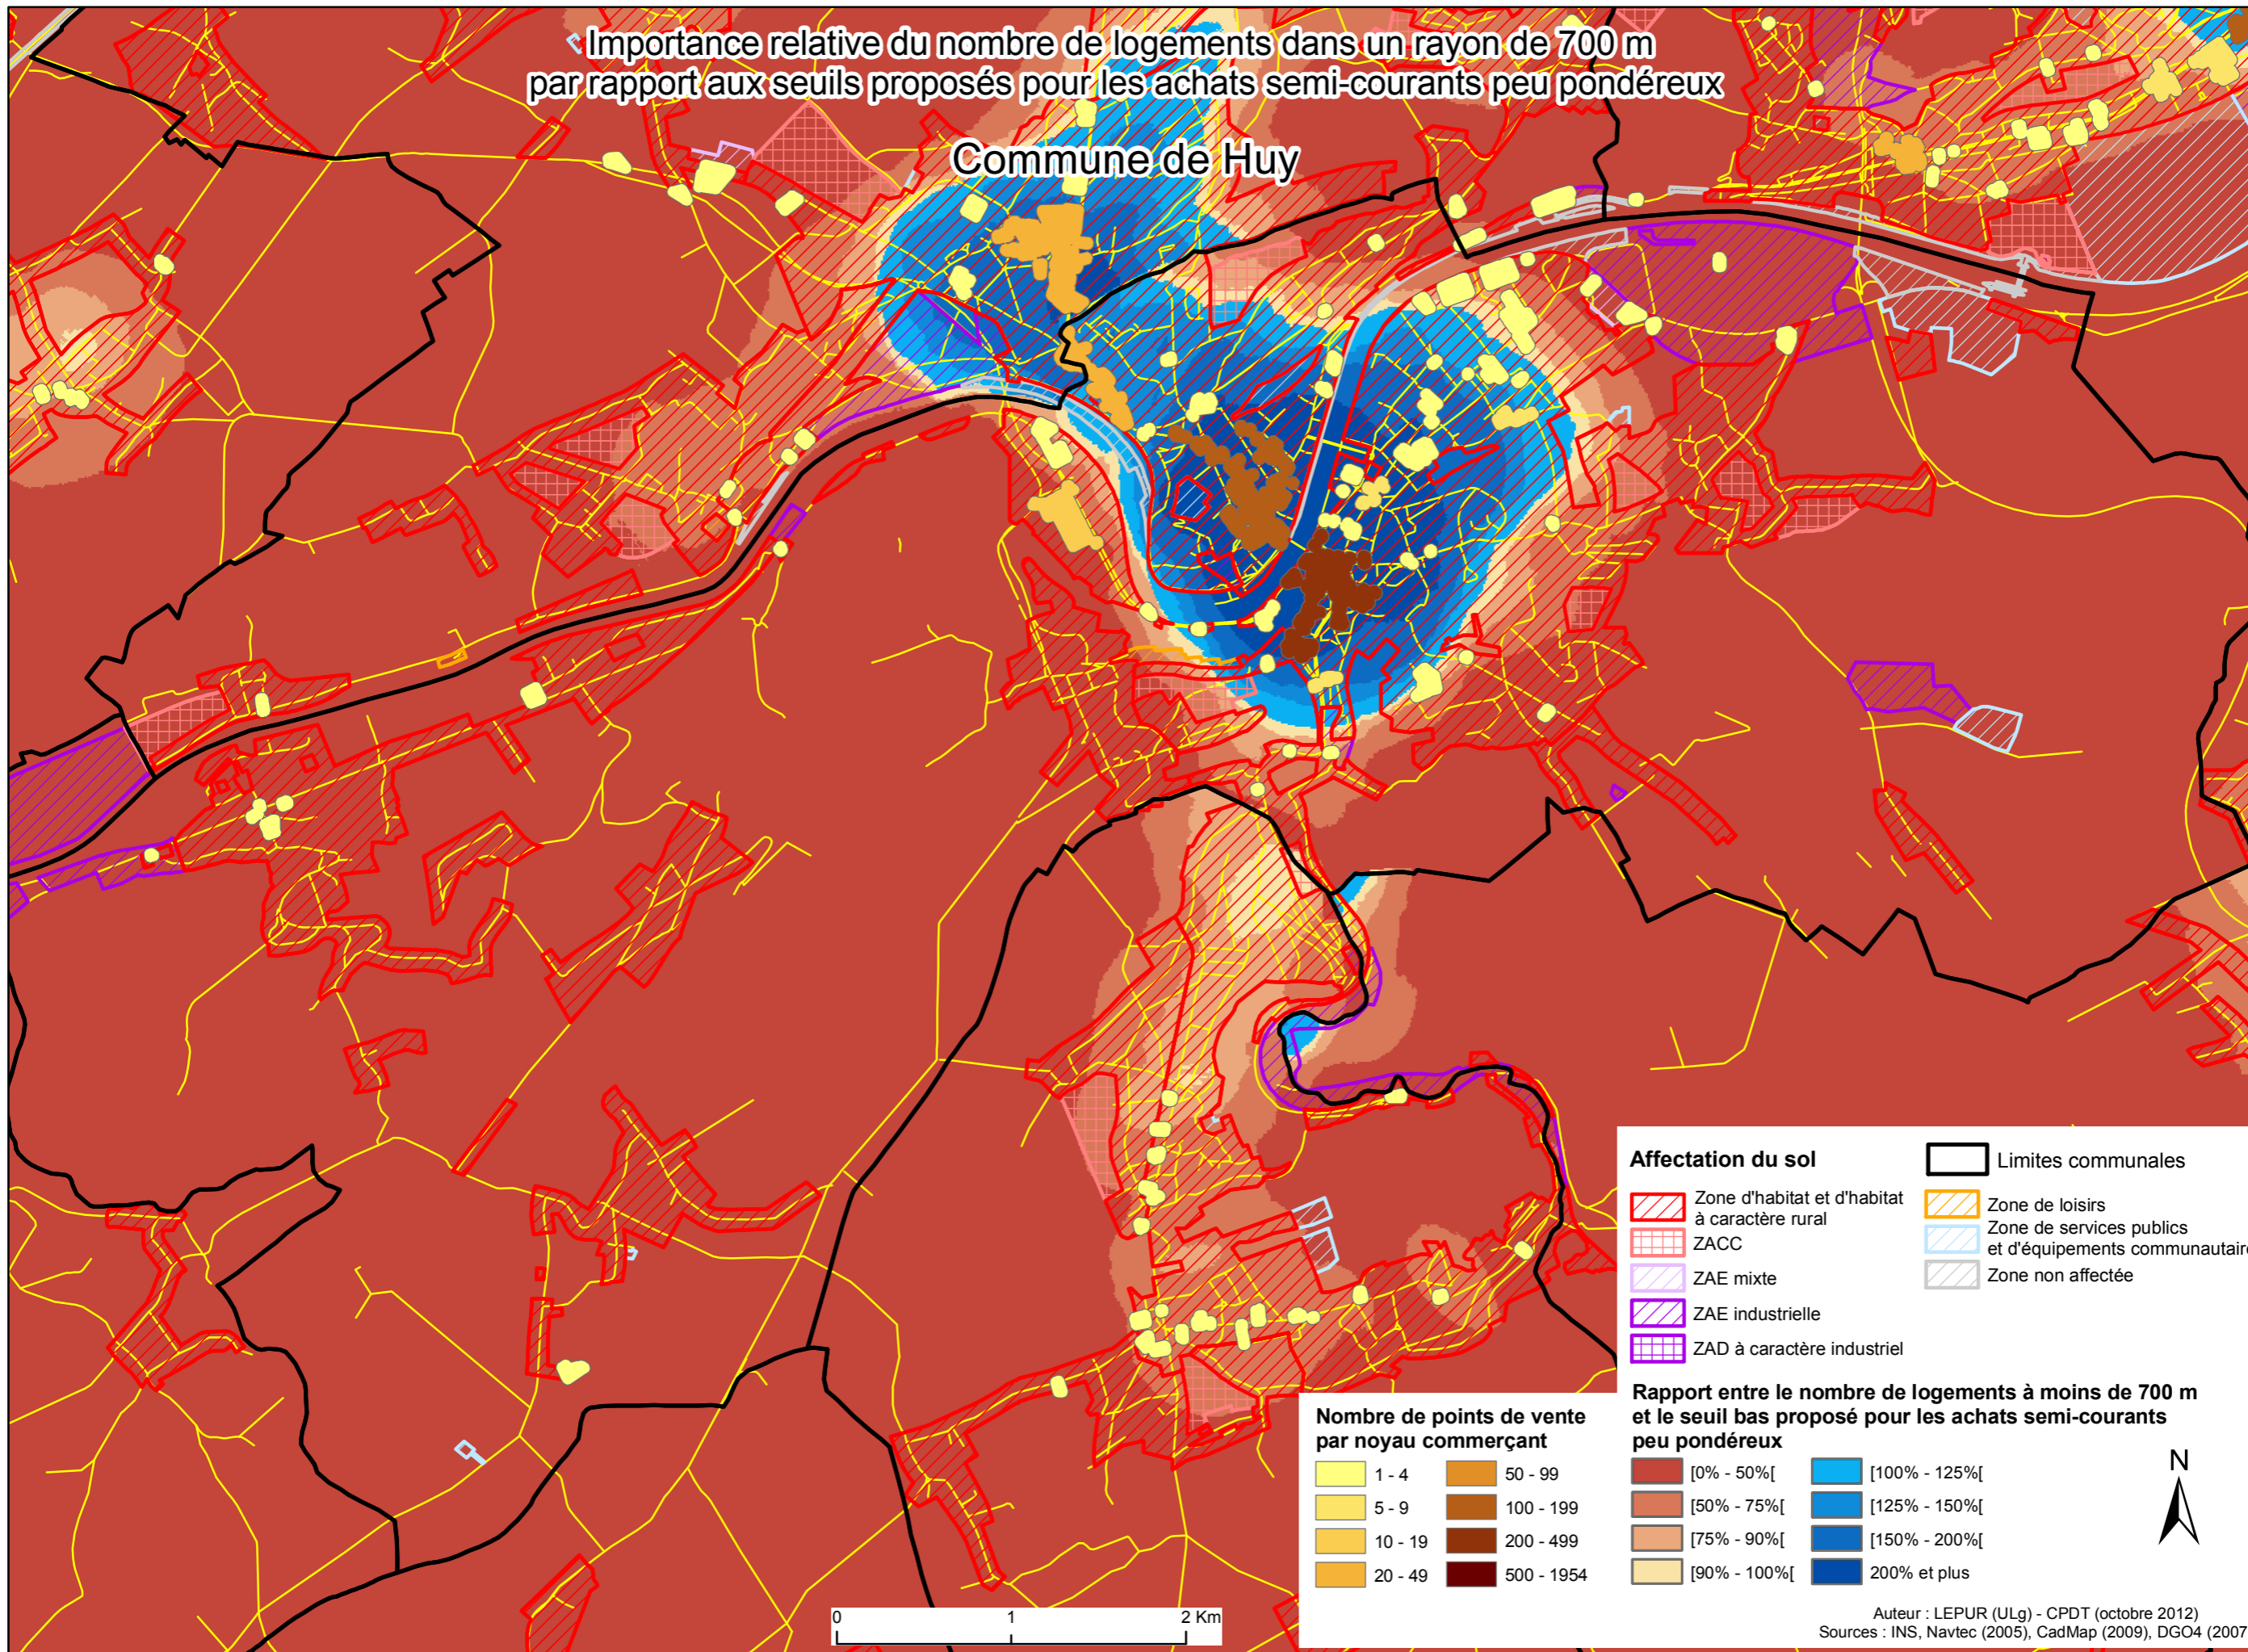 Importance relative du nombre de logements dans un rayon de 700 m
par rapport aux seuils proposés pour les achats semi-courants peu pondéreux
Commune de Huy
Affectation du sol
Zone d'habitat et d'habitat
à caractère rural
ZACC
ZAE mixte
ZAE industrielle
ZAD à caractère industriel
Limites communales
Zone de loisirs
Zone de services publics
et d'équipements communautaire
Zone non affectée
Nombre de points de vente
par noyau commerçant
1 - 4
5 - 9
10 - 19
20 - 49
50 - 99
100 - 199
200 - 499
500 - 1954
Rapport entre le nombre de logements à moins de 700 m
et le seuil bas proposé pour les achats semi-courants
peu pondéreux
[0% - 50%[
[50% - 75%[
[75% - 90%[
[90% - 100%[
[100% - 125%[
[125% - 150%[
[150% - 200%[
200% et plus
N
0 1 2 Km
Auteur : LEPUR (ULg) - CPDT (octobre 2012)
Sources : INS, Navtec (2005), CadMap (2009), DGO4 (2007